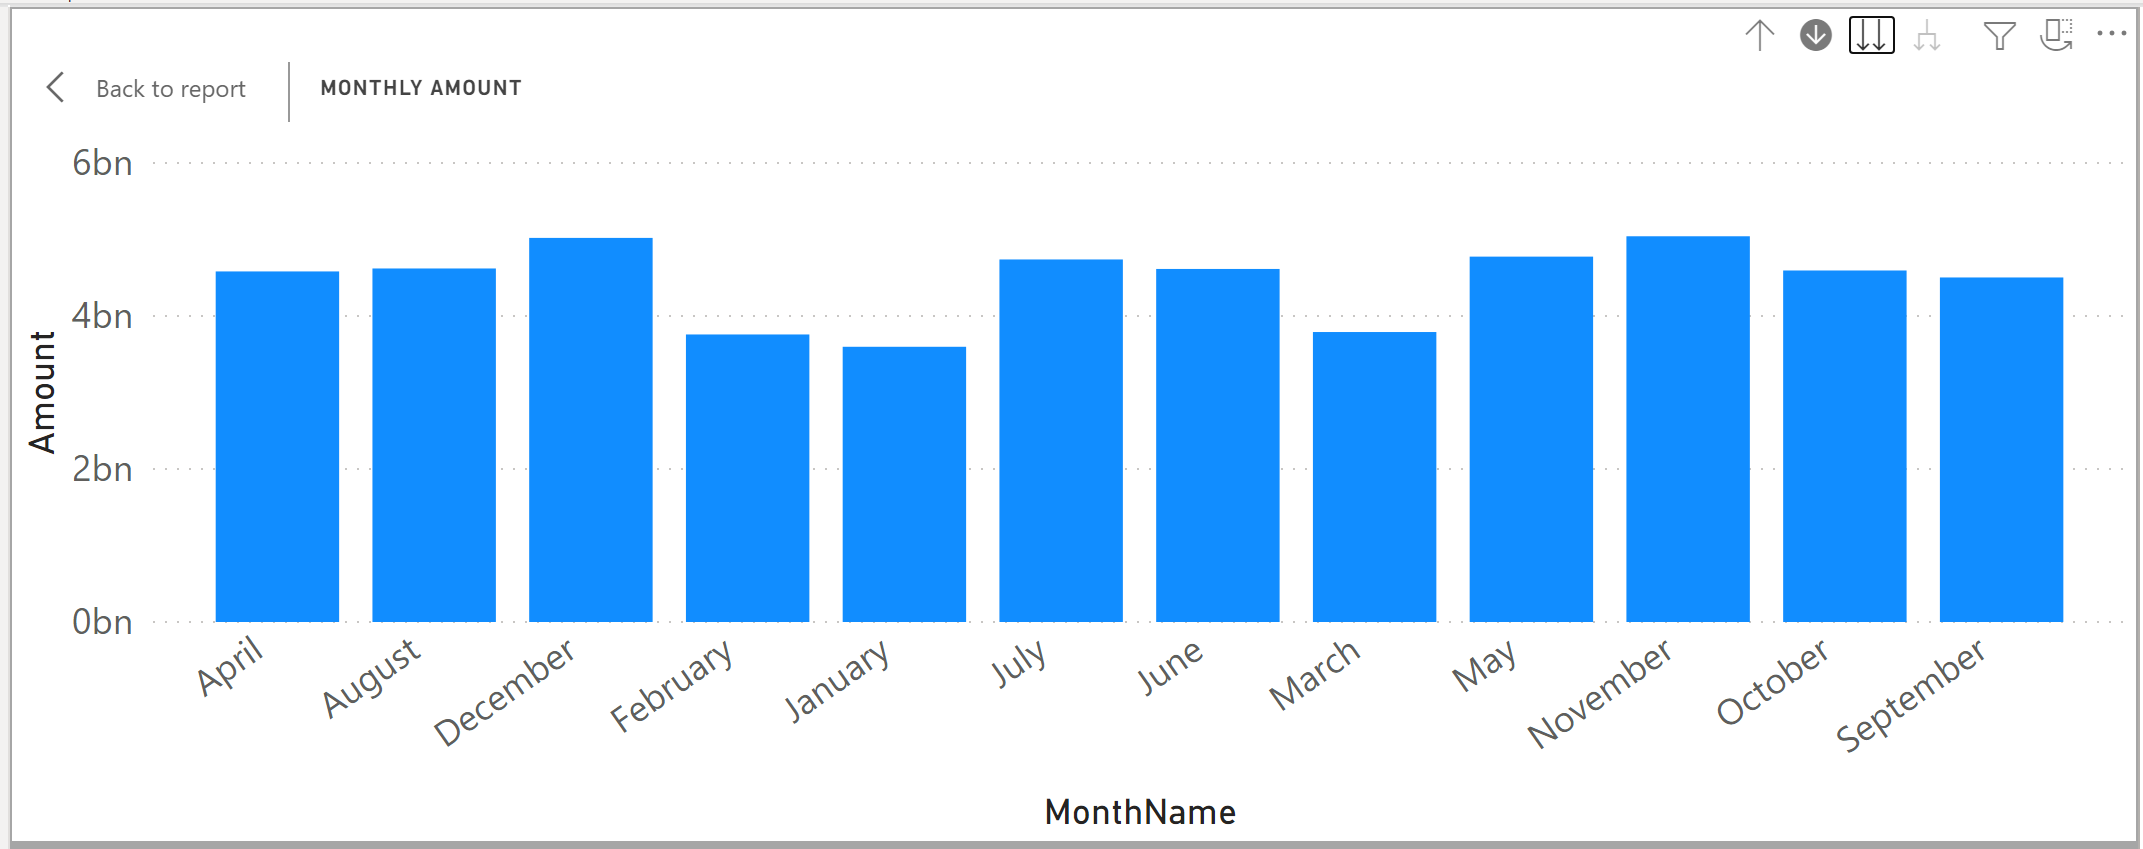 Back to report
MONTHLY AMOUNT
6bn
4bn
2bn
0bn
Amount
April
August
December
February
January
July
June
March
May
November
October
September
MonthName